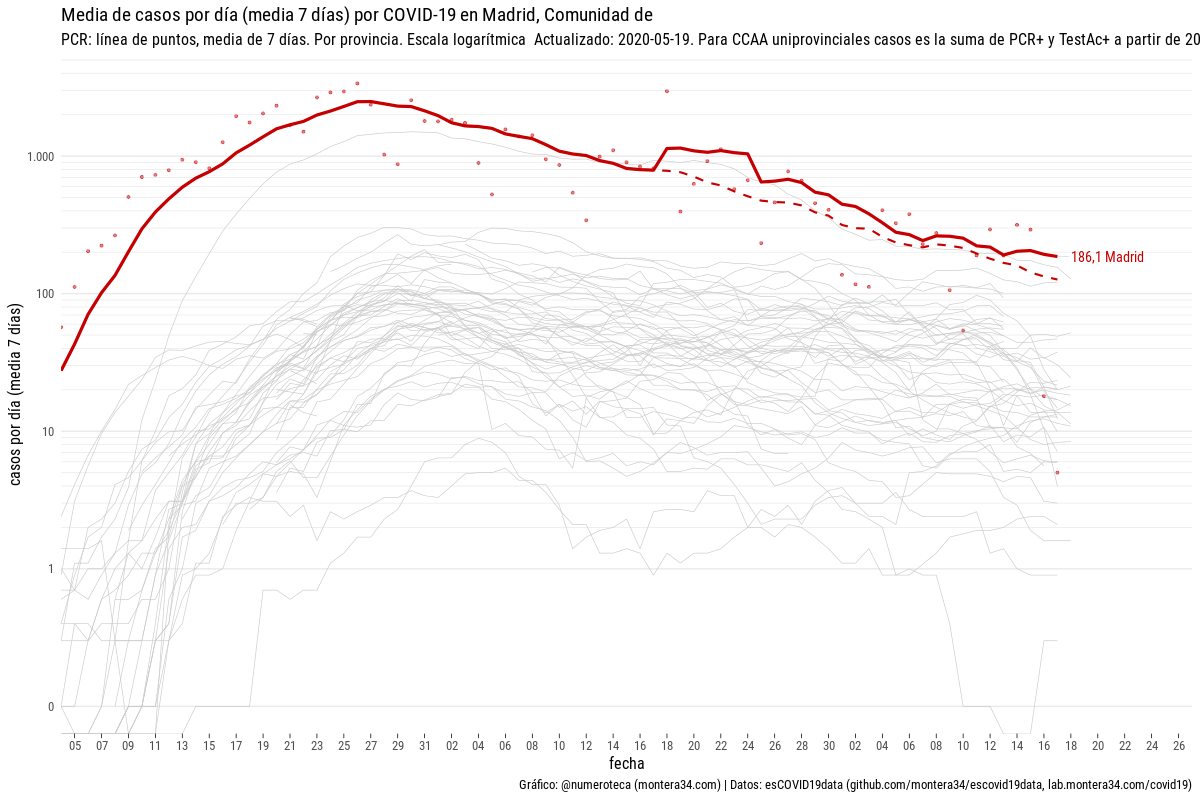 Media de casos por día (media 7 días) por COVID-19 en Madrid, Comunidad de
PCR: línea de puntos, media de 7 días. Por provincia. Escala logarítmica  Actualizado: 2020-05-19. Para CCAA uniprovinciales casos es la suma de PCR+ y TestAc+ a partir de 20
casos por día (media 7 días)
1.000
100
10
1
0
186,1 Madrid
05 07 09 11 13 15 17 19 21 23 25 27 29 31 02 04 06 08 10 12 14 16 18 20 22 24 26 28 30 02 04 06 08 10 12 14 16 18 20 22 24 26
fecha
Gráfico: @numeroteca (montera34.com) | Datos: esCOVID19data (github.com/montera34/escovid19data, lab.montera34.com/covid19)